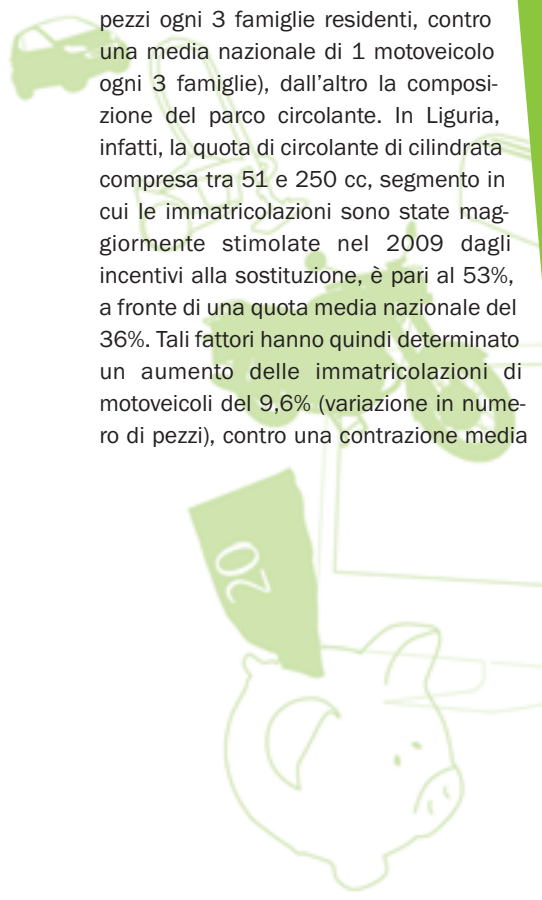 pezzi ogni 3 famiglie residenti, contro
una media nazionale di 1 motoveicolo
ogni 3 famiglie), dall'altro la composi-
zione del parco circolante. In Liguria,
infatti, la quota di circolante di cilindrata
compresa tra 51 e 250 cc, segmento in
cui le immatricolazioni sono state mag-
giormente stimolate nel 2009 dagli
incentivi alla sostituzione, è pari al 53%,
a fronte di una quota media nazionale del
36%. Tali fattori hanno quindi determinato
un aumento delle immatricolazioni di
motoveicoli del 9,6% (variazione in nume-
ro di pezzi), contro una contrazione media
20